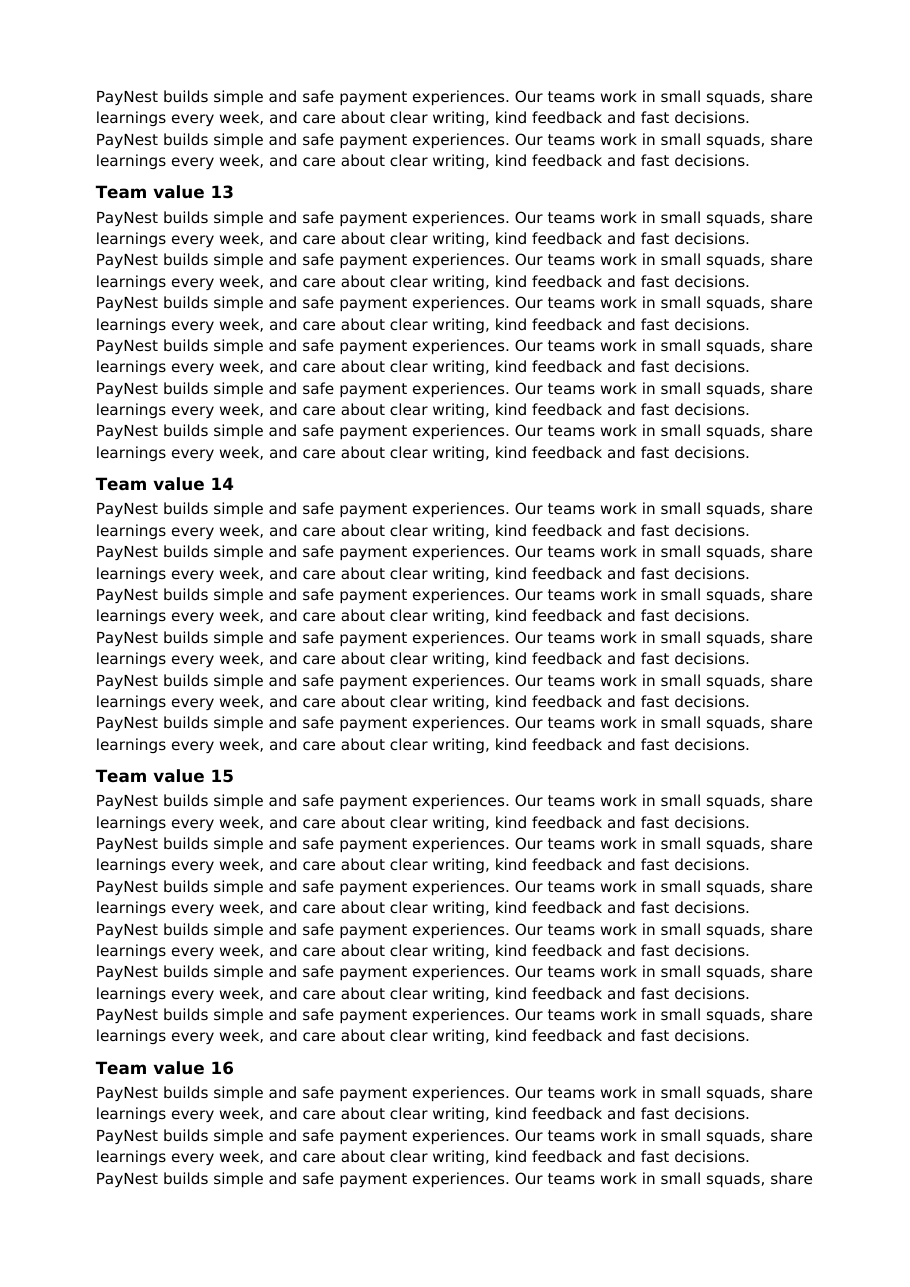 PayNest builds simple and safe payment experiences. Our teams work in small squads, share
learnings every week, and care about clear writing, kind feedback and fast decisions.
PayNest builds simple and safe payment experiences. Our teams work in small squads, share
learnings every week, and care about clear writing, kind feedback and fast decisions.
Team value 13
PayNest builds simple and safe payment experiences. Our teams work in small squads, share
learnings every week, and care about clear writing, kind feedback and fast decisions.
PayNest builds simple and safe payment experiences. Our teams work in small squads, share
learnings every week, and care about clear writing, kind feedback and fast decisions.
PayNest builds simple and safe payment experiences. Our teams work in small squads, share
learnings every week, and care about clear writing, kind feedback and fast decisions.
PayNest builds simple and safe payment experiences. Our teams work in small squads, share
learnings every week, and care about clear writing, kind feedback and fast decisions.
PayNest builds simple and safe payment experiences. Our teams work in small squads, share
learnings every week, and care about clear writing, kind feedback and fast decisions.
PayNest builds simple and safe payment experiences. Our teams work in small squads, share
learnings every week, and care about clear writing, kind feedback and fast decisions.
Team value 14
PayNest builds simple and safe payment experiences. Our teams work in small squads, share
learnings every week, and care about clear writing, kind feedback and fast decisions.
PayNest builds simple and safe payment experiences. Our teams work in small squads, share
learnings every week, and care about clear writing, kind feedback and fast decisions.
PayNest builds simple and safe payment experiences. Our teams work in small squads, share
learnings every week, and care about clear writing, kind feedback and fast decisions.
PayNest builds simple and safe payment experiences. Our teams work in small squads, share
learnings every week, and care about clear writing, kind feedback and fast decisions.
PayNest builds simple and safe payment experiences. Our teams work in small squads, share
learnings every week, and care about clear writing, kind feedback and fast decisions.
PayNest builds simple and safe payment experiences. Our teams work in small squads, share
learnings every week, and care about clear writing, kind feedback and fast decisions.
Team value 15
PayNest builds simple and safe payment experiences. Our teams work in small squads, share
learnings every week, and care about clear writing, kind feedback and fast decisions.
PayNest builds simple and safe payment experiences. Our teams work in small squads, share
learnings every week, and care about clear writing, kind feedback and fast decisions.
PayNest builds simple and safe payment experiences. Our teams work in small squads, share
learnings every week, and care about clear writing, kind feedback and fast decisions.
PayNest builds simple and safe payment experiences. Our teams work in small squads, share
learnings every week, and care about clear writing, kind feedback and fast decisions.
PayNest builds simple and safe payment experiences. Our teams work in small squads, share
learnings every week, and care about clear writing, kind feedback and fast decisions.
PayNest builds simple and safe payment experiences. Our teams work in small squads, share
learnings every week, and care about clear writing, kind feedback and fast decisions.
Team value 16
PayNest builds simple and safe payment experiences. Our teams work in small squads, share
learnings every week, and care about clear writing, kind feedback and fast decisions.
PayNest builds simple and safe payment experiences. Our teams work in small squads, share
learnings every week, and care about clear writing, kind feedback and fast decisions.
PayNest builds simple and safe payment experiences. Our teams work in small squads, share